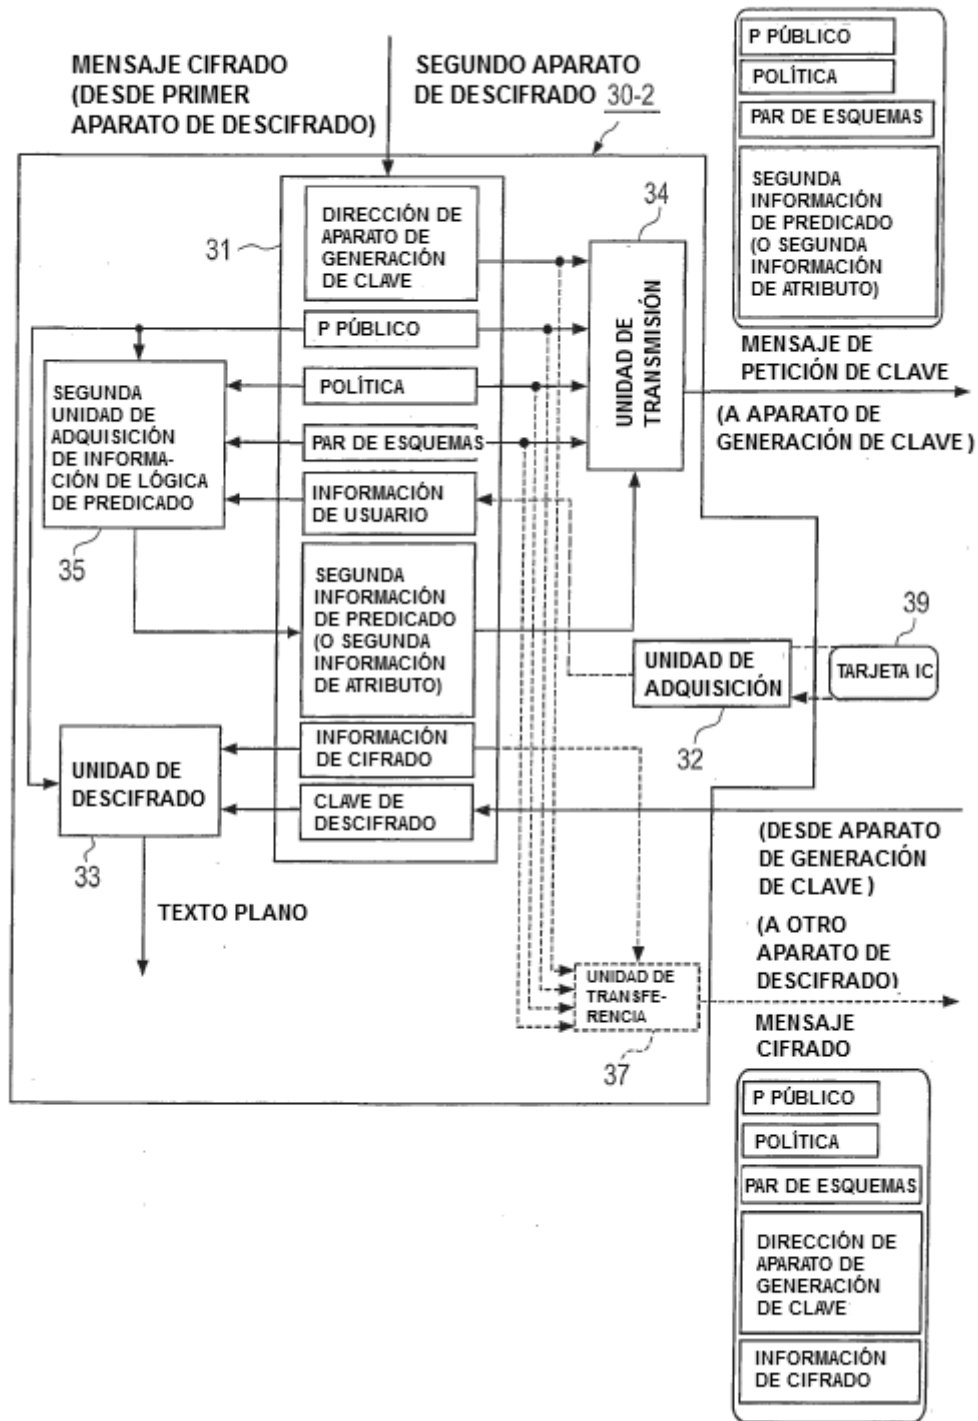 MENSAJE CIFRADO
(DESDE PRIMER
APARATO DE DESCIFRADO)
SEGUNDO APARATO
DE DESCIFRADO 30-2
P PÚBLICO
POLÍTICA
PAR DE ESQUEMAS
SEGUNDA
INFORMACIÓN
DE PREDICADO
(O SEGUNDA
INFORMACIÓN
DE ATRIBUTO)
MENSAJE DE
PETICIÓN DE CLAVE
(A APARATO DE
GENERACIÓN DE CLAVE)
31
DIRECCIÓN DE
APARATO DE
GENERACIÓN
DE CLAVE
P PÚBLICO
POLÍTICA
PAR DE ESQUEMAS
INFORMACIÓN
DE USUARIO
SEGUNDA
INFORMACIÓN
DE PREDICADO
(O SEGUNDA
INFORMACIÓN
DE ATRIBUTO)
INFORMACIÓN
DE CIFRADO
CLAVE DE
DESCIFRADO
34
UNIDAD DE
TRANSMISIÓN
SEGUNDA
UNIDAD DE
ADQUISICIÓN
DE INFORMA-
CIÓN DE LÓGICA
DE PREDICADO
35
UNIDAD DE
ADQUISICIÓN
32
39
TARJETA IC
UNIDAD DE
DESCIFRADO
33
TEXTO PLANO
(DESDE APARATO
DE GENERACIÓN
DE CLAVE)
(A OTRO
APARATO DE
DESCIFRADO)
UNIDAD DE
TRANSFE-
RENCIA
37
MENSAJE
CIFRADO
P PÚBLICO
POLÍTICA
PAR DE ESQUEMAS
DIRECCIÓN DE
APARATO DE
GENERACIÓN
DE CLAVE
INFORMACIÓN
DE CIFRADO